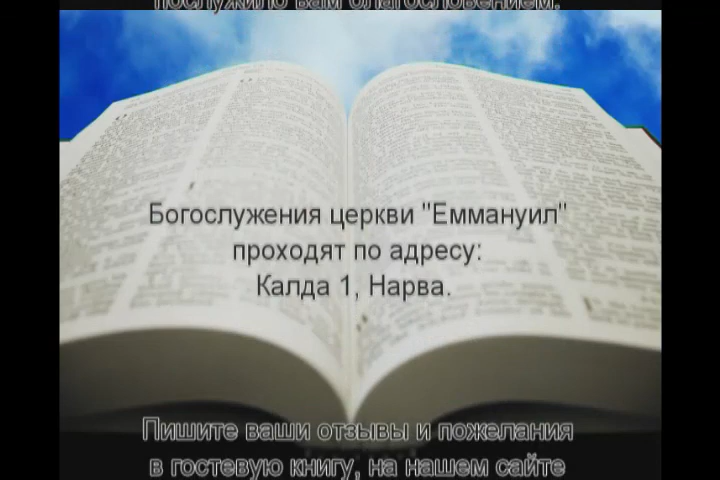 послужило вам благословением.
Богослужения церкви "Еммануил"
проходят по адресу:
Калда 1, Нарва.
Пишите ваши отзывы и пожелания
в гостевую книгу, на нашем сайте